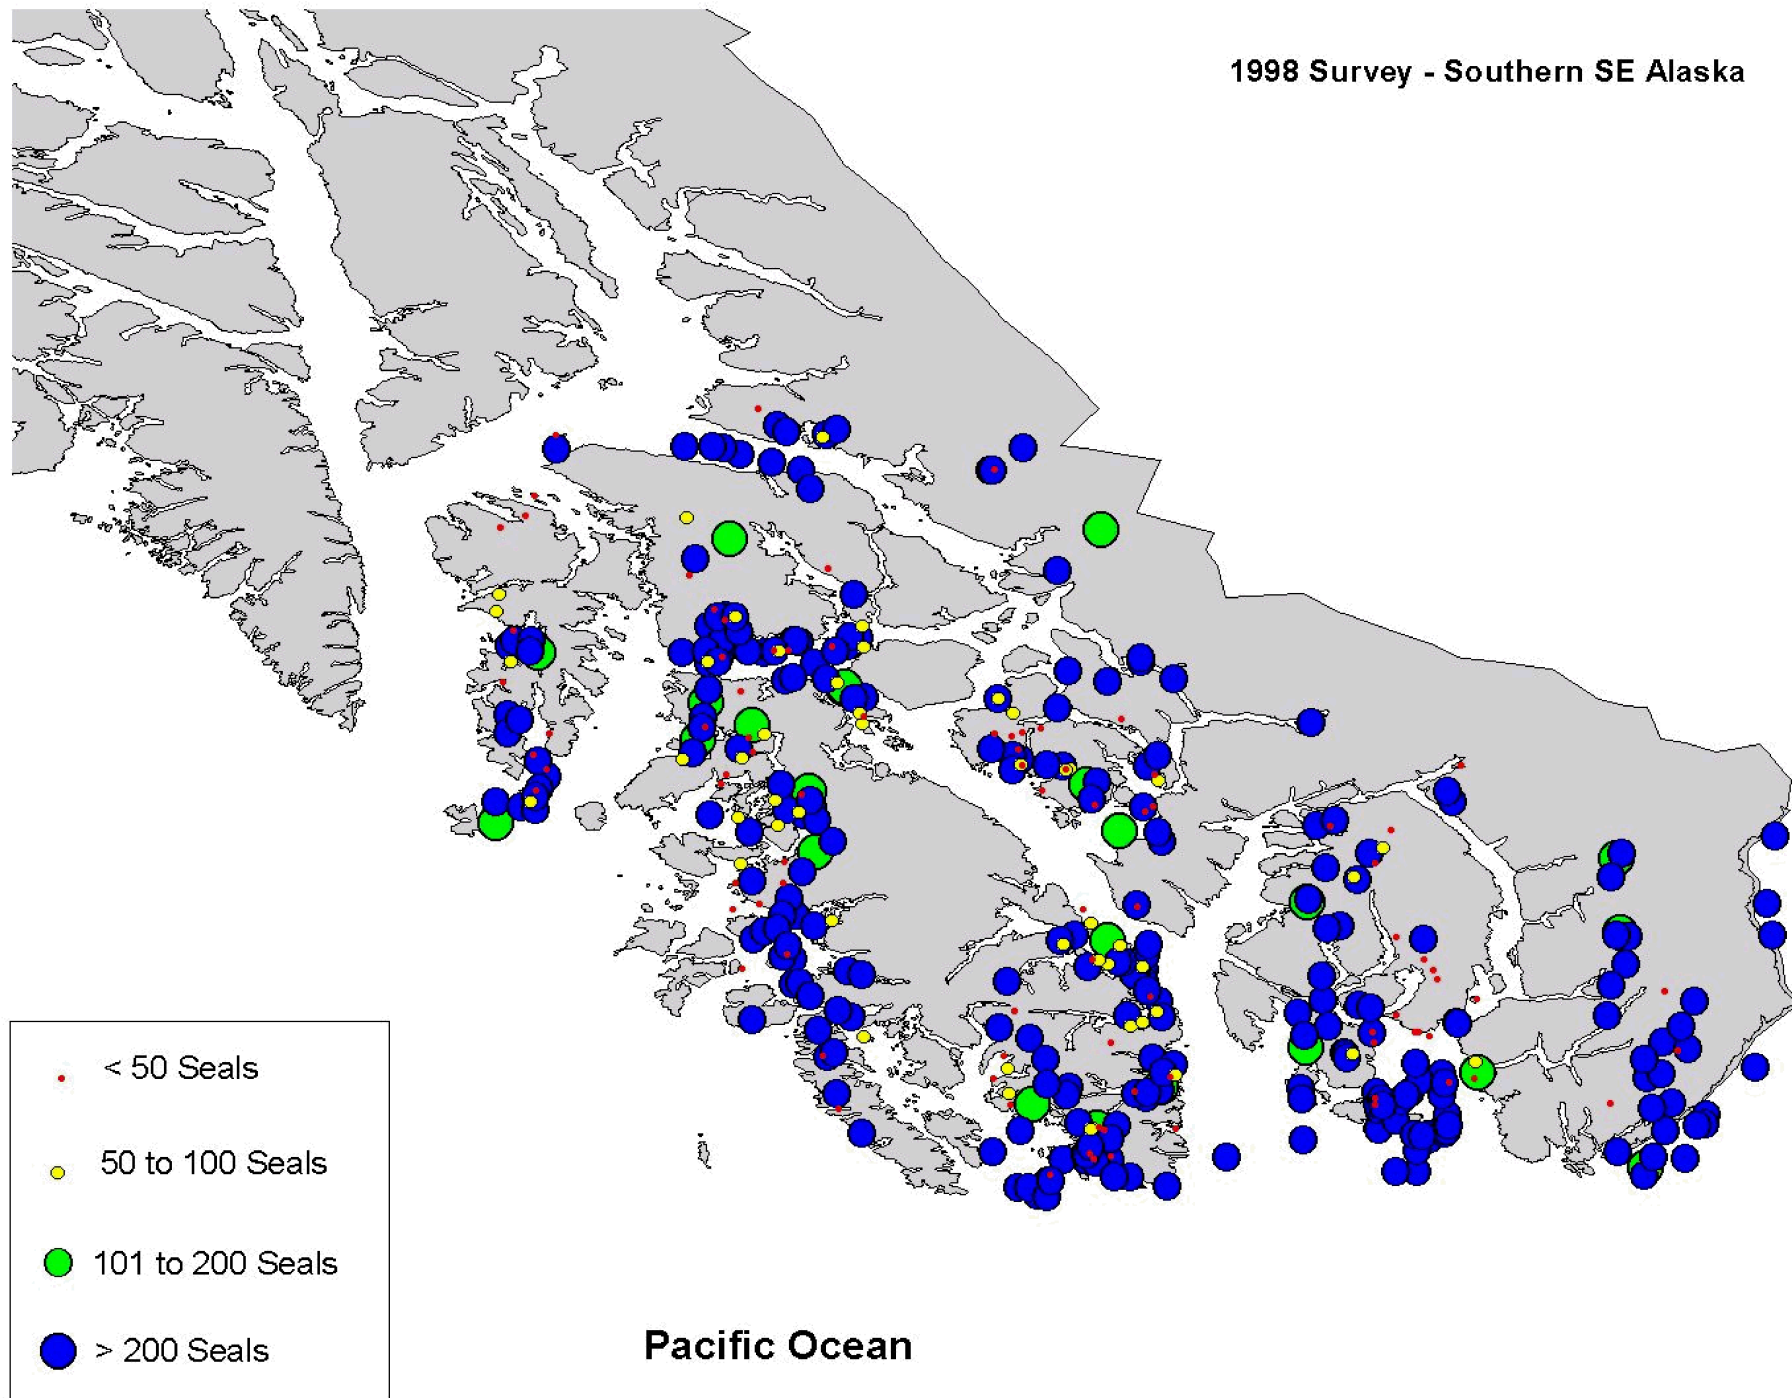 1998 Survey - Southern SE Alaska
< 50 Seals
50 to 100 Seals
101 to 200 Seals
> 200 Seals
Pacific Ocean